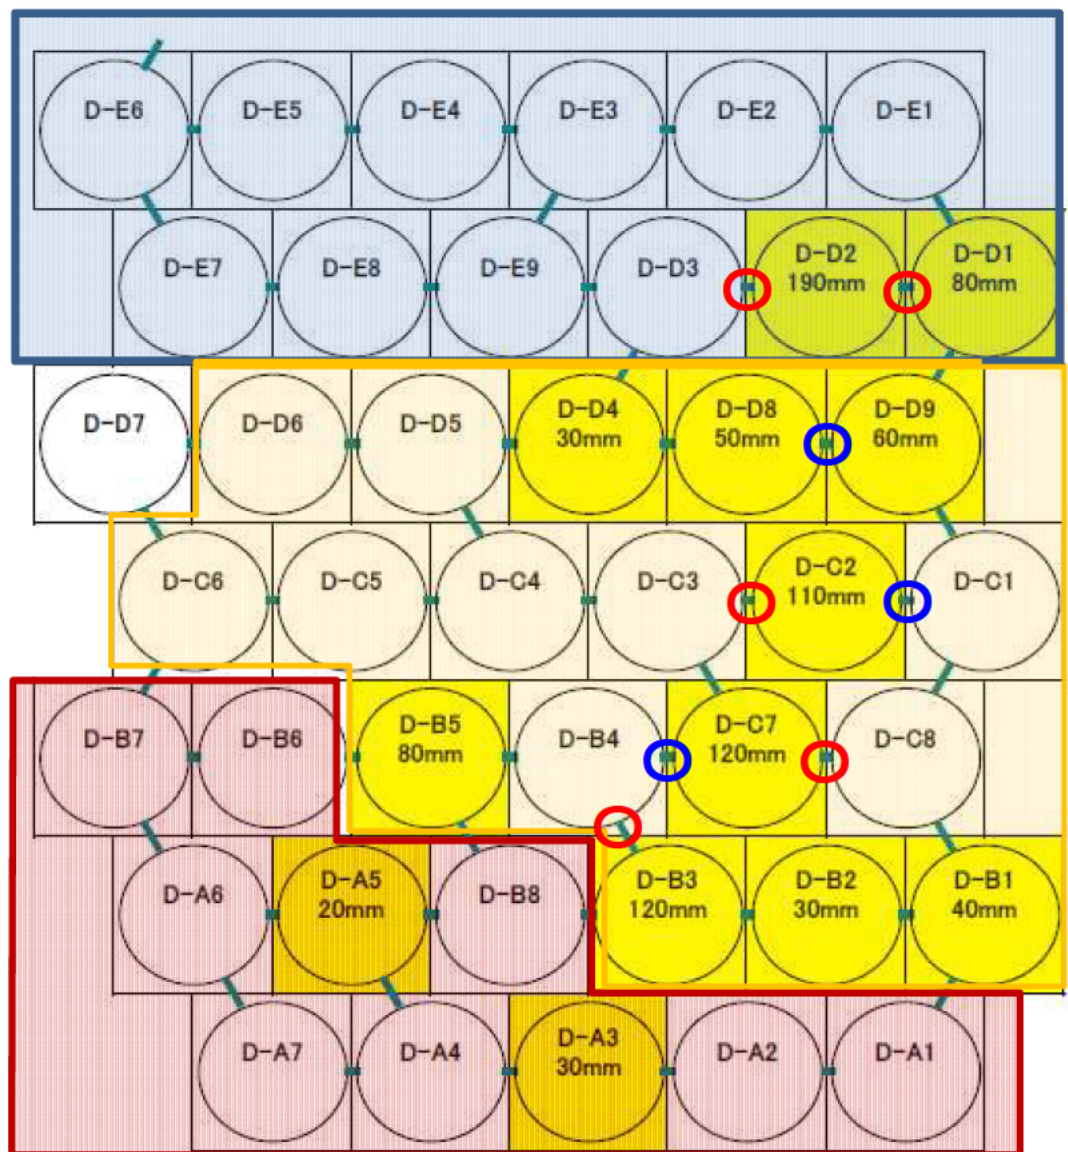 D-E6
D-E5
D-E4
D-E3
D-E2
D-E1
D-E7
D-E8
D-E9
D-D3
D-D2
190mm
D-D1
80mm
D-D7
D-D6
D-D5
D-D4
30mm
D-D8
50mm
D-D9
60mm
D-C6
D-C5
D-C4
D-C3
D-C2
110mm
D-C1
D-B7
D-B6
D-B5
80mm
D-B4
D-C7
120mm
D-C8
D-A6
D-A5
20mm
D-B8
D-B3
120mm
D-B2
30mm
D-B1
40mm
D-A7
D-A4
D-A3
30mm
D-A2
D-A1